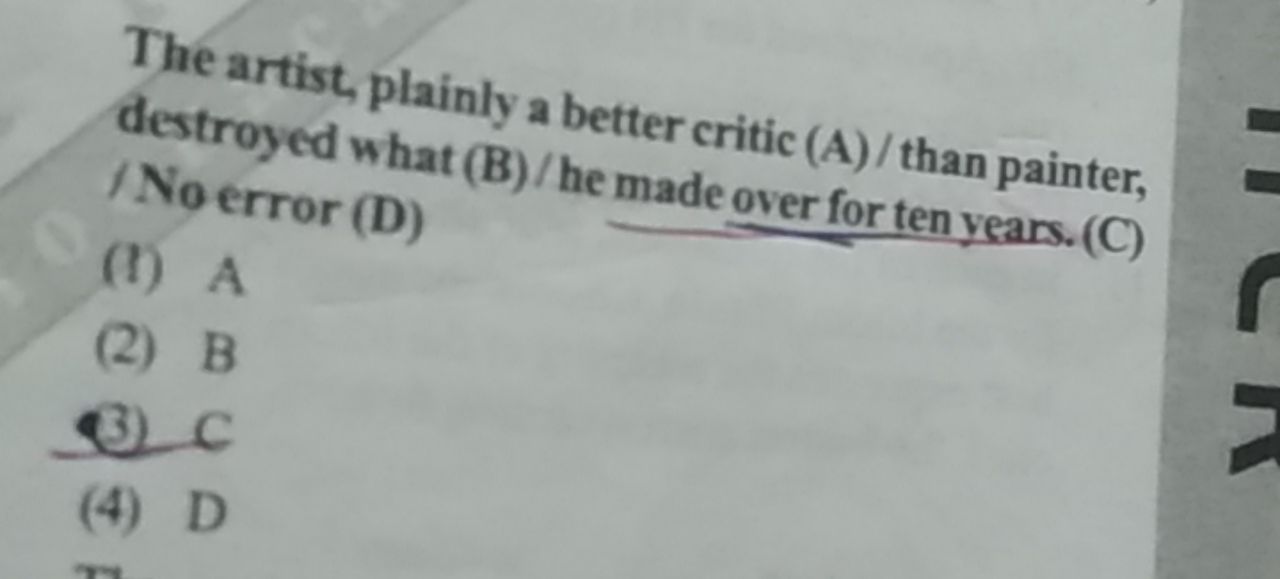 The artist, plainly a better critic (A) / than painter,
destroyed what (B) / he made over for ten years. (C)
/ No error (D)
(1) A
(2) B
(3) C
(4) D